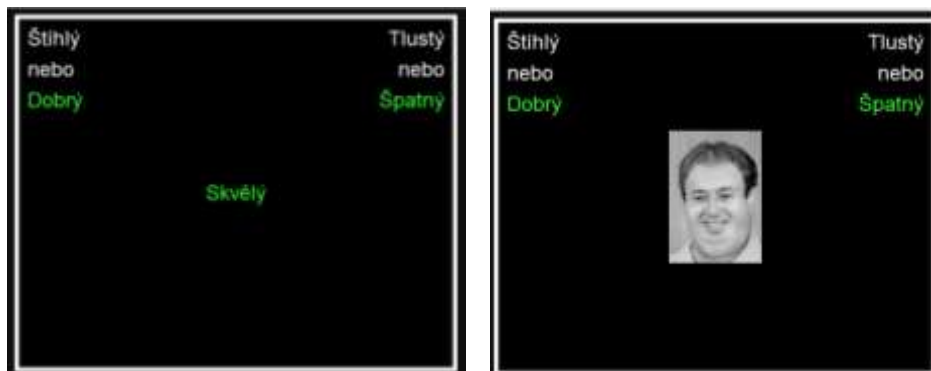 Štíhlý Tlustý
nebo nebo
Dobrý Špatný
Skvělý
Štíhlý Tlustý
nebo nebo
Dobrý Špatný